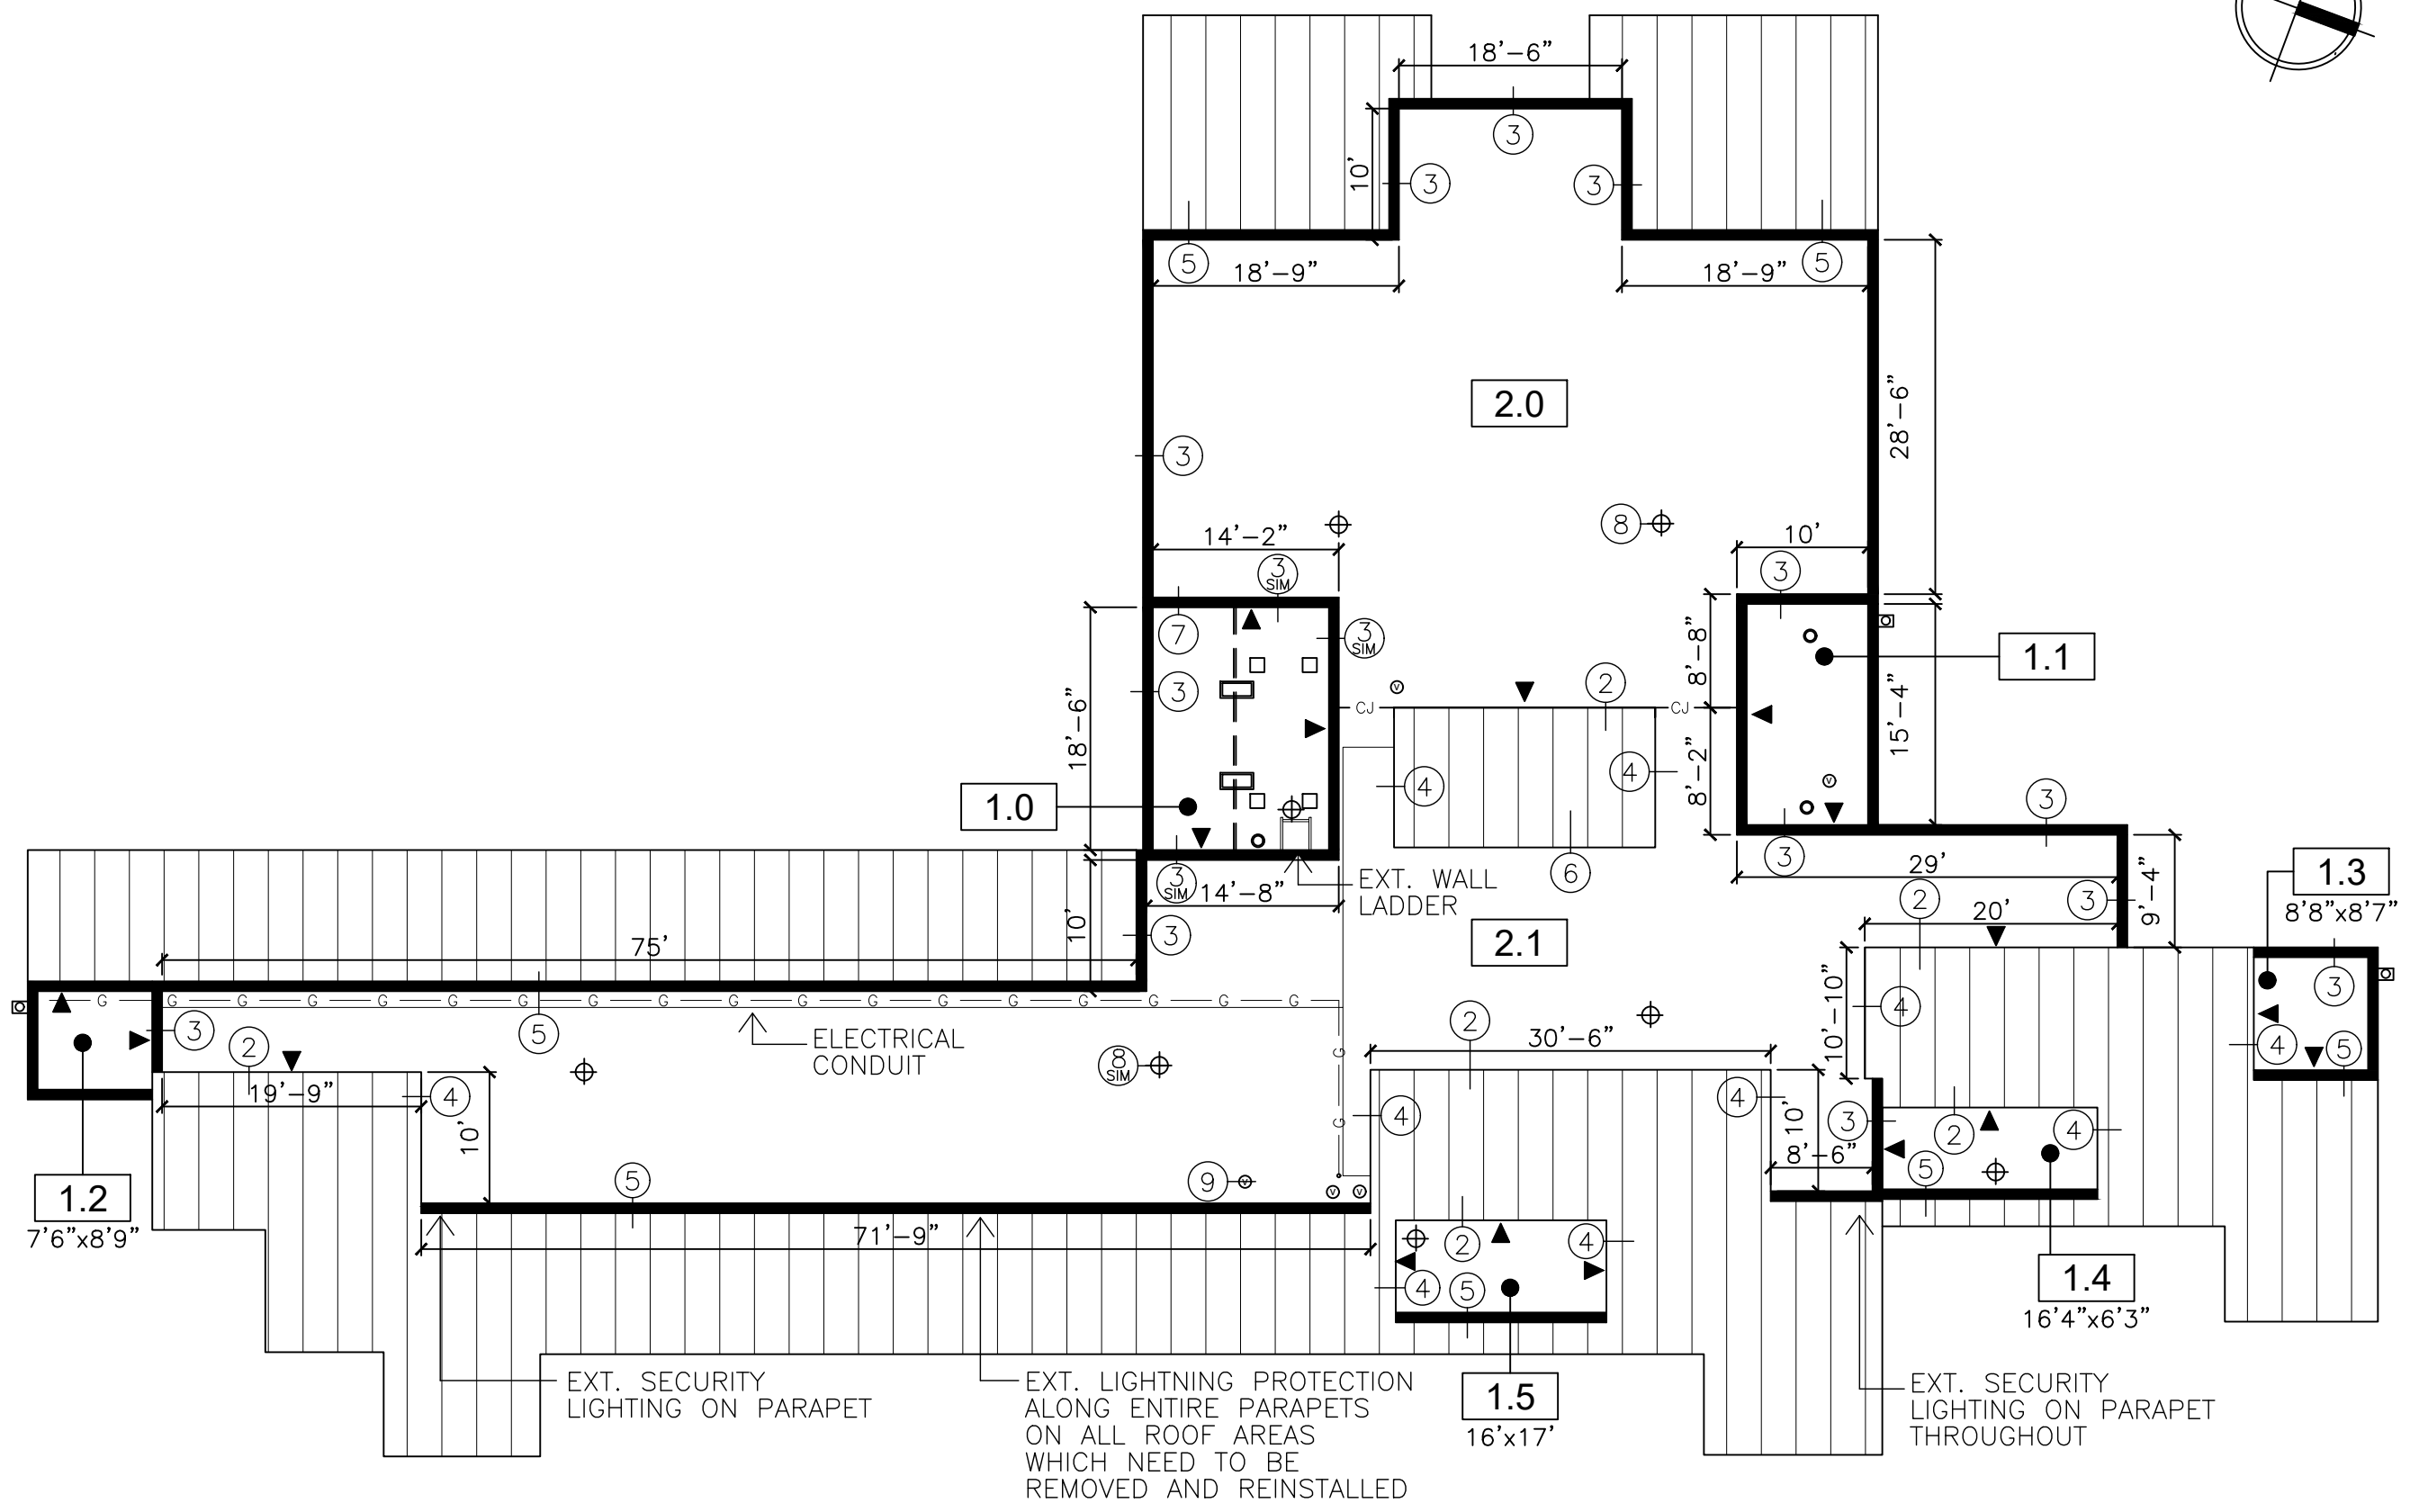 18'-6"
3
10'
3
3
5
18'-9"
18'-9"
5
2.0
28'-6"
3
8
14'-2"
10'
3
SIM
3
7
3
SIM
8'-8"
1.1
3
2
V
18'-6"
CJ
CJ
15'-4"
4
4
8'-2"
V
1.0
3
3
6
3
SIM
14'-8"
EXT. WALL
LADDER
29'
9'-4"
1.3
8'8"x8'7"
2
3
20'
10'
3
2.1
75'
3
G G G G G G G G G G G G G G G G G G
4
10'-10"
3
5
2
ELECTRICAL
CONDUIT
2
30'-6"
4
5
G
8
SIM
19'-9"
4
10'
4
4
10'
3
2
4
G
8'-6"
5
5
9
V
V
V
1.2
7'6"x8'9"
71'-9"
2
4
4
5
1.4
16'4"x6'3"
1.5
16'x17'
EXT. SECURITY
LIGHTING ON PARAPET
EXT. LIGHTNING PROTECTION
ALONG ENTIRE PARAPETS
ON ALL ROOF AREAS
WHICH NEED TO BE
REMOVED AND REINSTALLED
EXT. SECURITY
LIGHTING ON PARAPET
THROUGHOUT